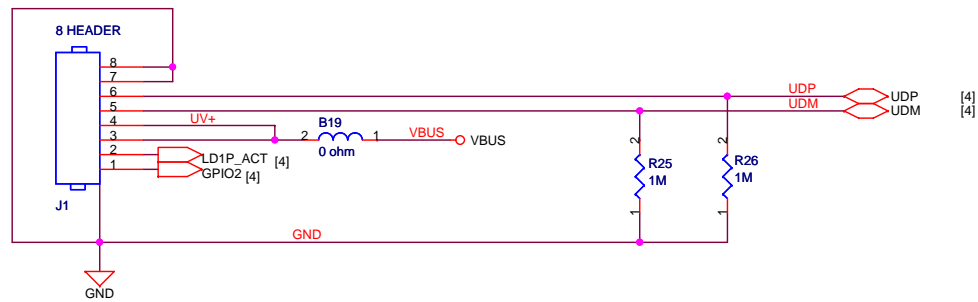 8 HEADER
8
7
6
5
4
3
2
1
J1
UV+
B19
2
1
0 ohm
VBUS
VBUS
LD1P_ACT [4]
GPIO2 [4]
UDP
UDM
UDP [4]
UDM [4]
2
R25
1M
1
2
R26
1M
1
GND
GND